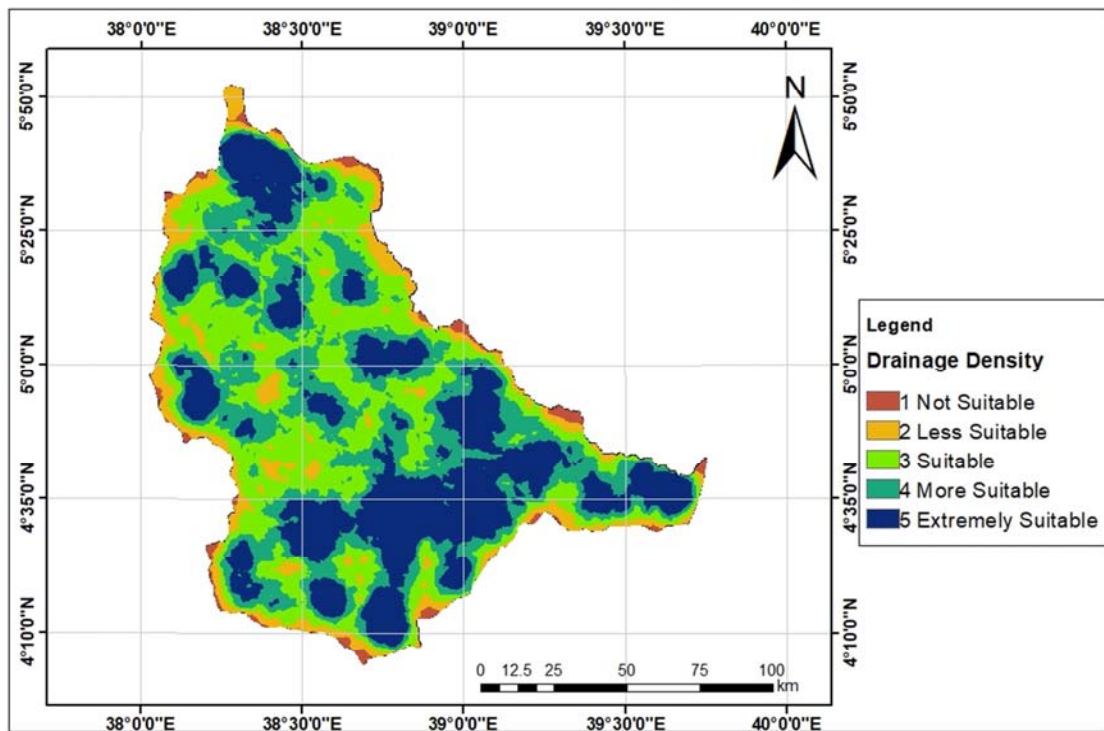 38°0'0"E 38°30'0"E 39°0'0"E 39°30'0"E 40°0'0"E
5°50'0"N 5°50'0"N
N
5°25'0"N 5°25'0"N
5°0'0"N 5°0'0"N
Legend
Drainage Density
1 Not Suitable
2 Less Suitable
3 Suitable
4 More Suitable
5 Extremely Suitable
4°35'0"N 4°35'0"N
4°10'0"N 4°10'0"N
0 12.5 25 50 75 100
km
38°0'0"E 38°30'0"E 39°0'0"E 39°30'0"E 40°0'0"E